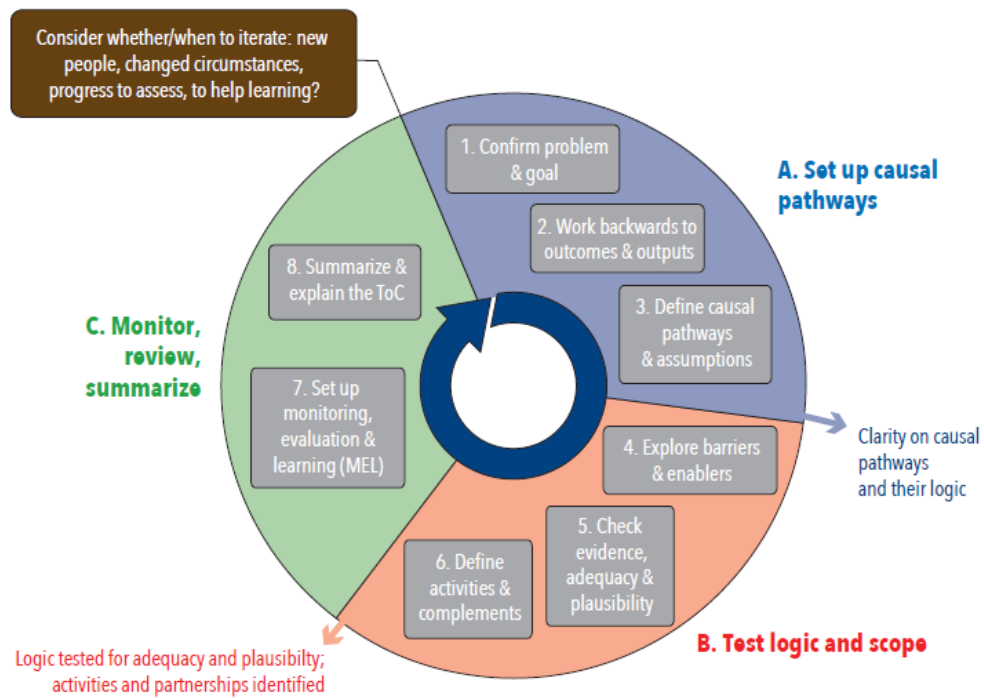 Consider whether/when to iterate: new
people, changed circumstances,
progress to assess, to help learning?
1. Confirm problem
& goal
A. Set up causal
pathways
2. Work backwards to
outcomes & outputs
3. Define causal
pathways
& assumptions
Clarity on causal
pathways
and their logic
4. Explore barriers
& enablers
5. Check
evidence,
adequacy &
plausibility
B. Test logic and scope
6. Define
activities &
complements
Logic tested for adequacy and plausibilty;
activities and partnerships identified
7. Set up
monitoring,
evaluation &
learning (MEL)
C. Monitor,
review,
summarize
8. Summarize &
explain the ToC